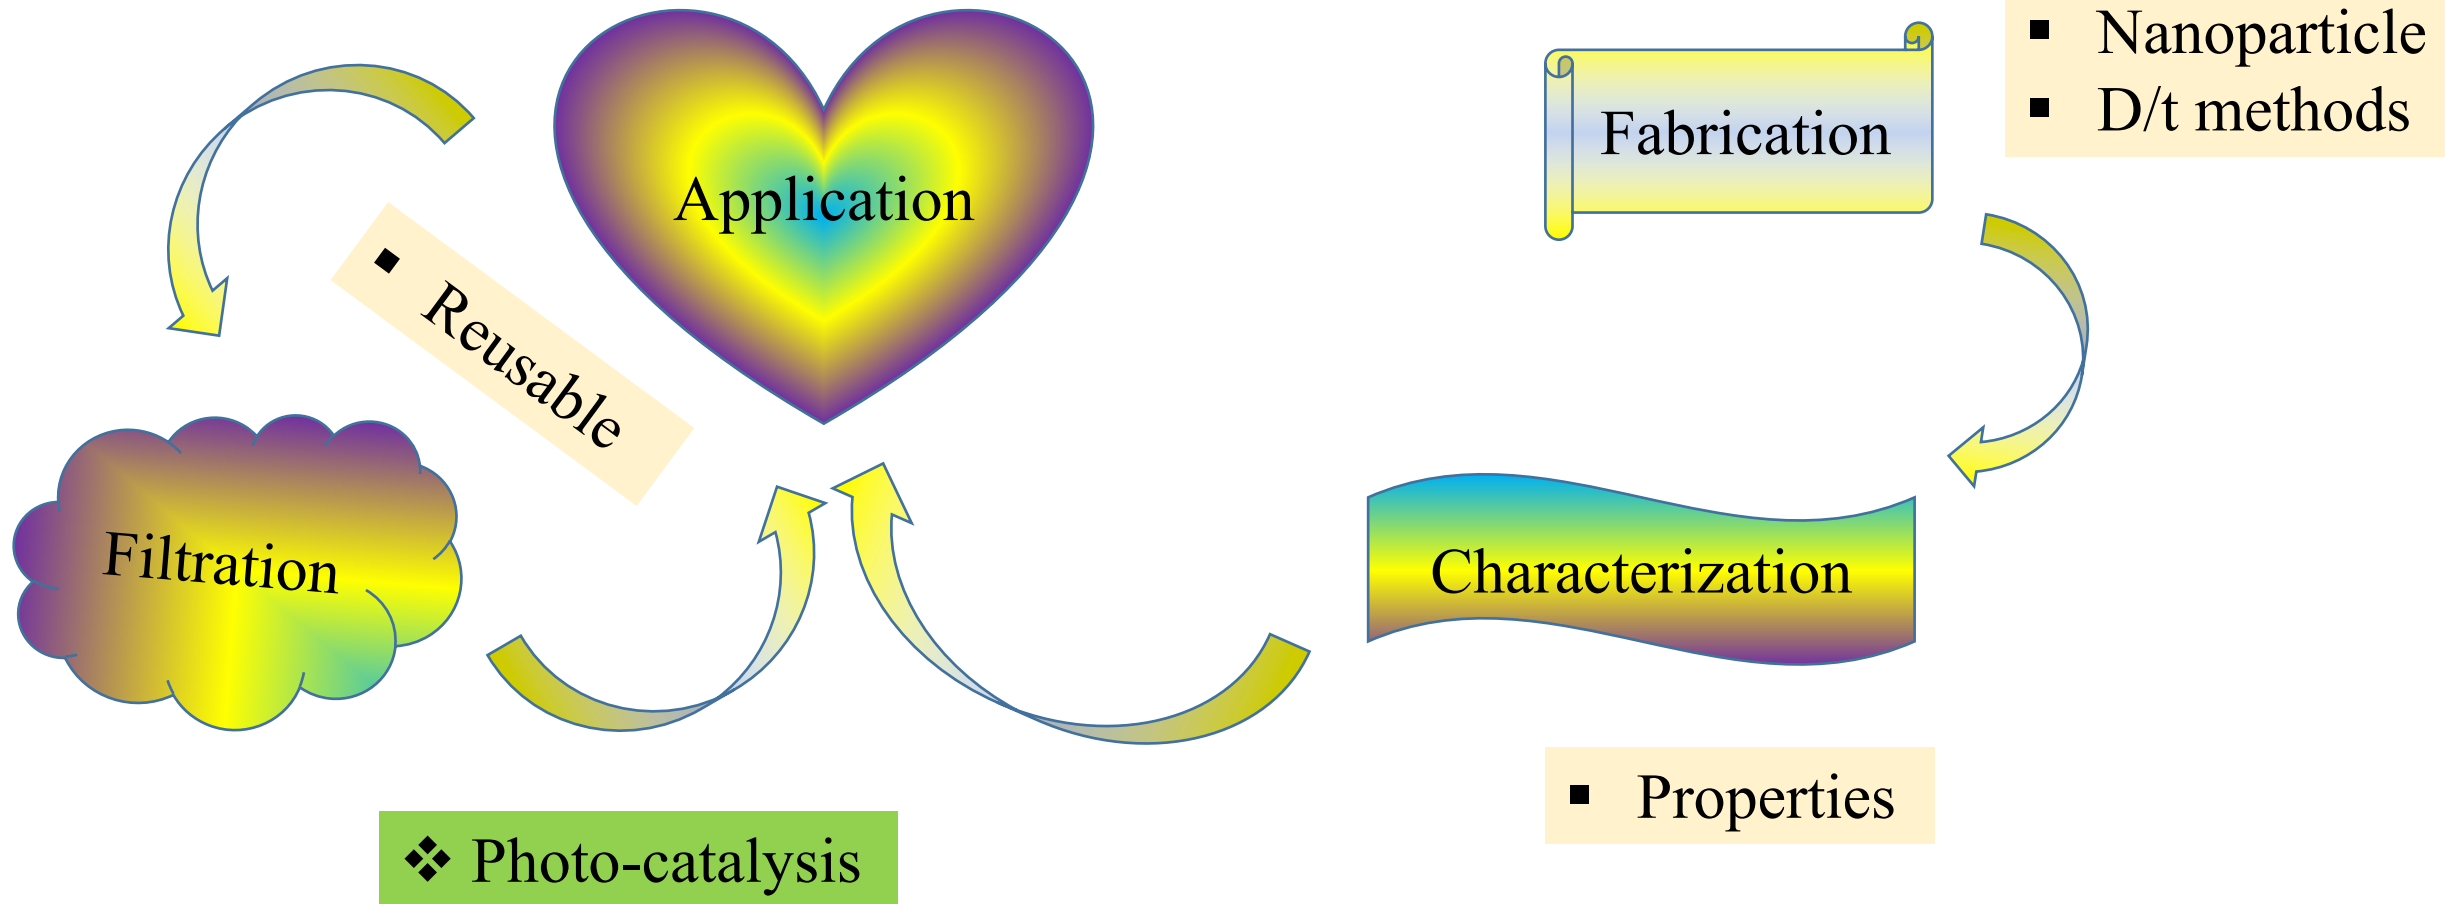 ▪ Nanoparticle
▪ D/t methods
Fabrication
Application
▪ Reusable
Filtration
Characterization
▪ Properties
❖ Photo-catalysis